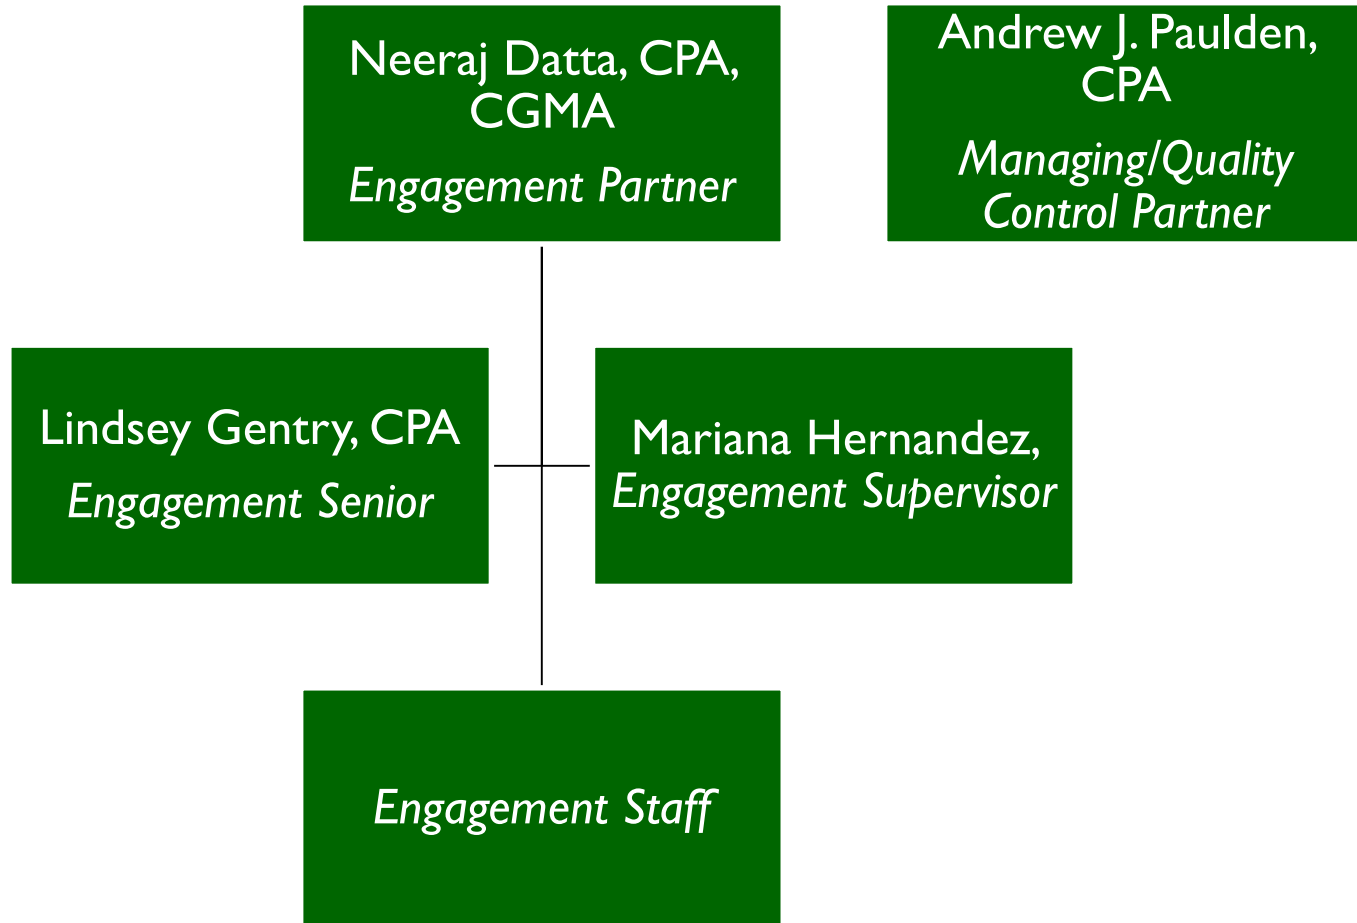 Neeraj Datta, CPA,
CGMA
Engagement Partner
Andrew J. Paulden,
CPA
Managing/Quality
Control Partner
Lindsey Gentry, CPA
Engagement Senior
Mariana Hernandez,
Engagement Supervisor
Engagement Staff